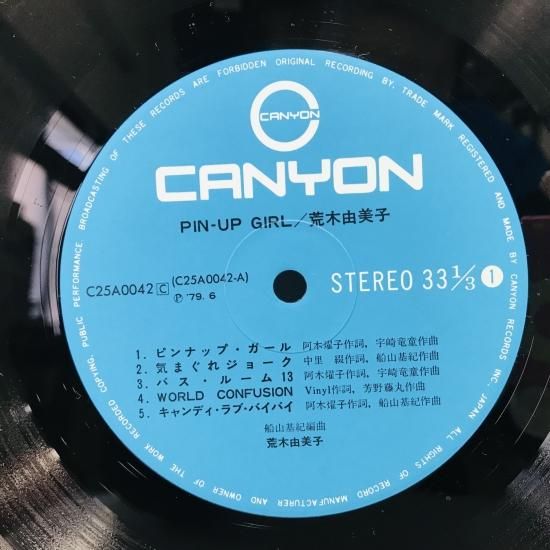 CANYON
CANYON
PIN-UP GIRL/荒木由美子
C25A0042 C (C25A0042-A)
Ⓟ '79. 6
STEREO 33 1/3 1
1. ピンナップ・ガール 阿木燿子作詞, 宇崎竜童作曲
2. 気まぐれジョーク 中里 綴作詞, 船山基紀作曲
3. バス・ルーム13 阿木燿子作詞, 宇崎竜童作曲
4. WORLD CONFUSION Vinyl作詞, 芳野藤丸作曲
5. キャンディ・ラブ・バイバイ 阿木燿子作詞, 船山基紀作曲
船山基紀編曲
荒木由美子
RECORDED COPYING, PUBLIC PERFORMANCE, BROADCASTING OF THESE RECORDS ARE FORBIDDEN ORIGINAL RECORDING BY, TRADE MARK REGISTERED AND MADE BY CANYON RECORDS INC. JAPAN ALL RIGHTS OF RECORD MANUFACTURER AND OWNER OF THE WORK